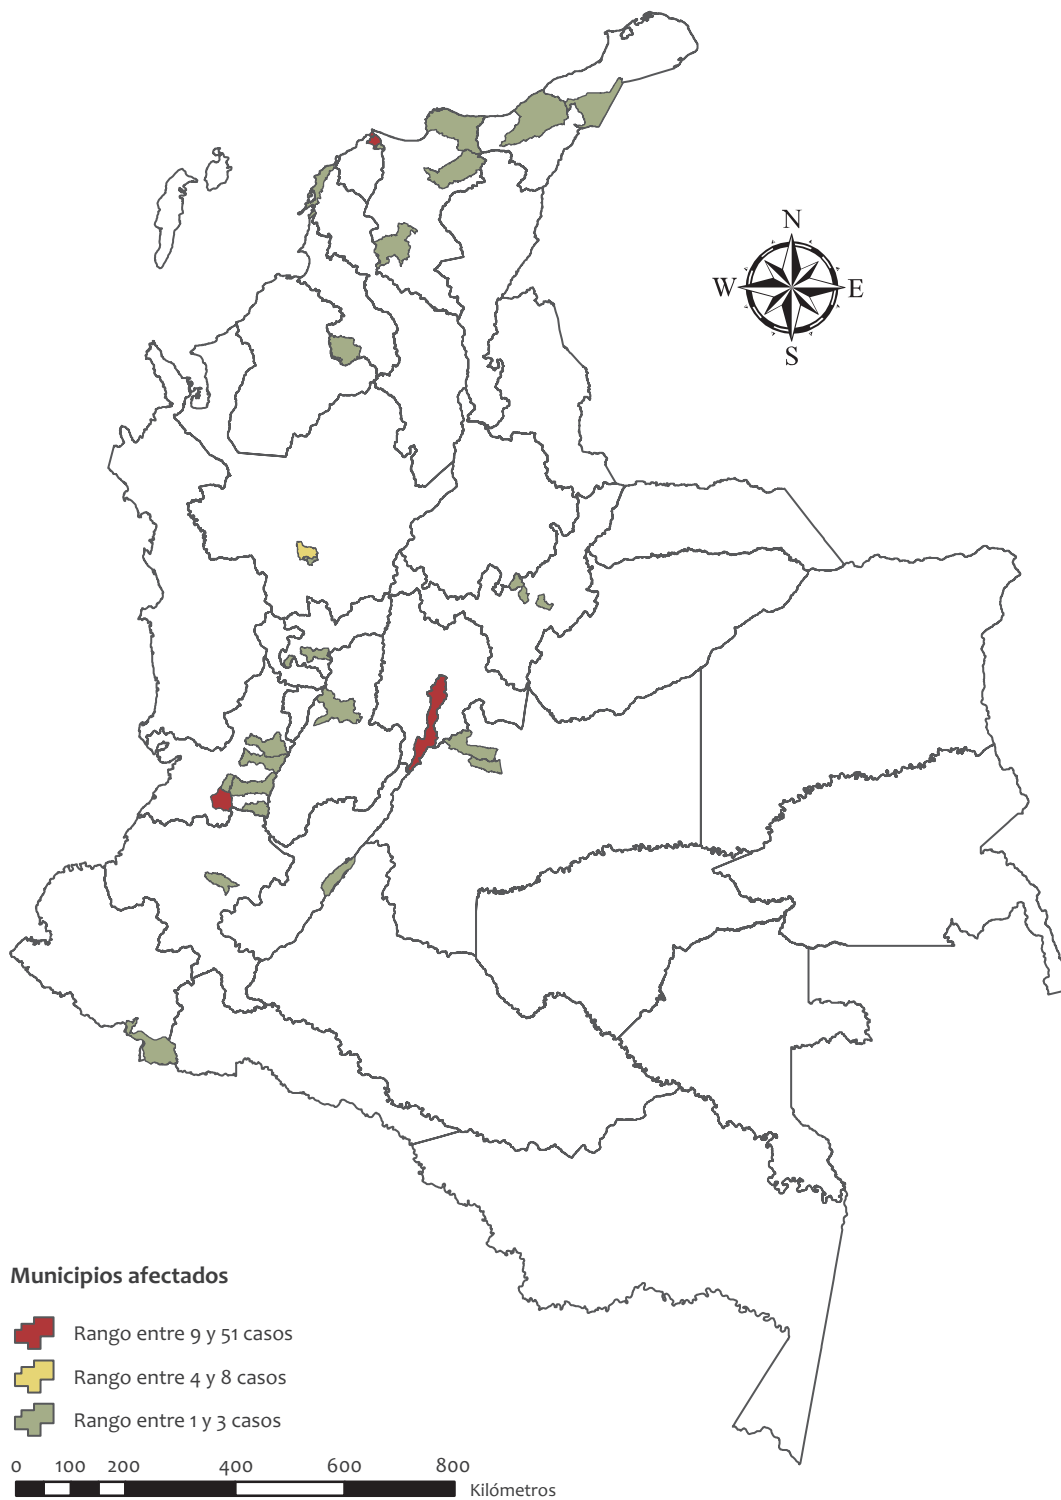 N
W E
S
Municipios afectados
Rango entre 9 y 51 casos
Rango entre 4 y 8 casos
Rango entre 1 y 3 casos
0 100 200 400 600 800
Kilómetros